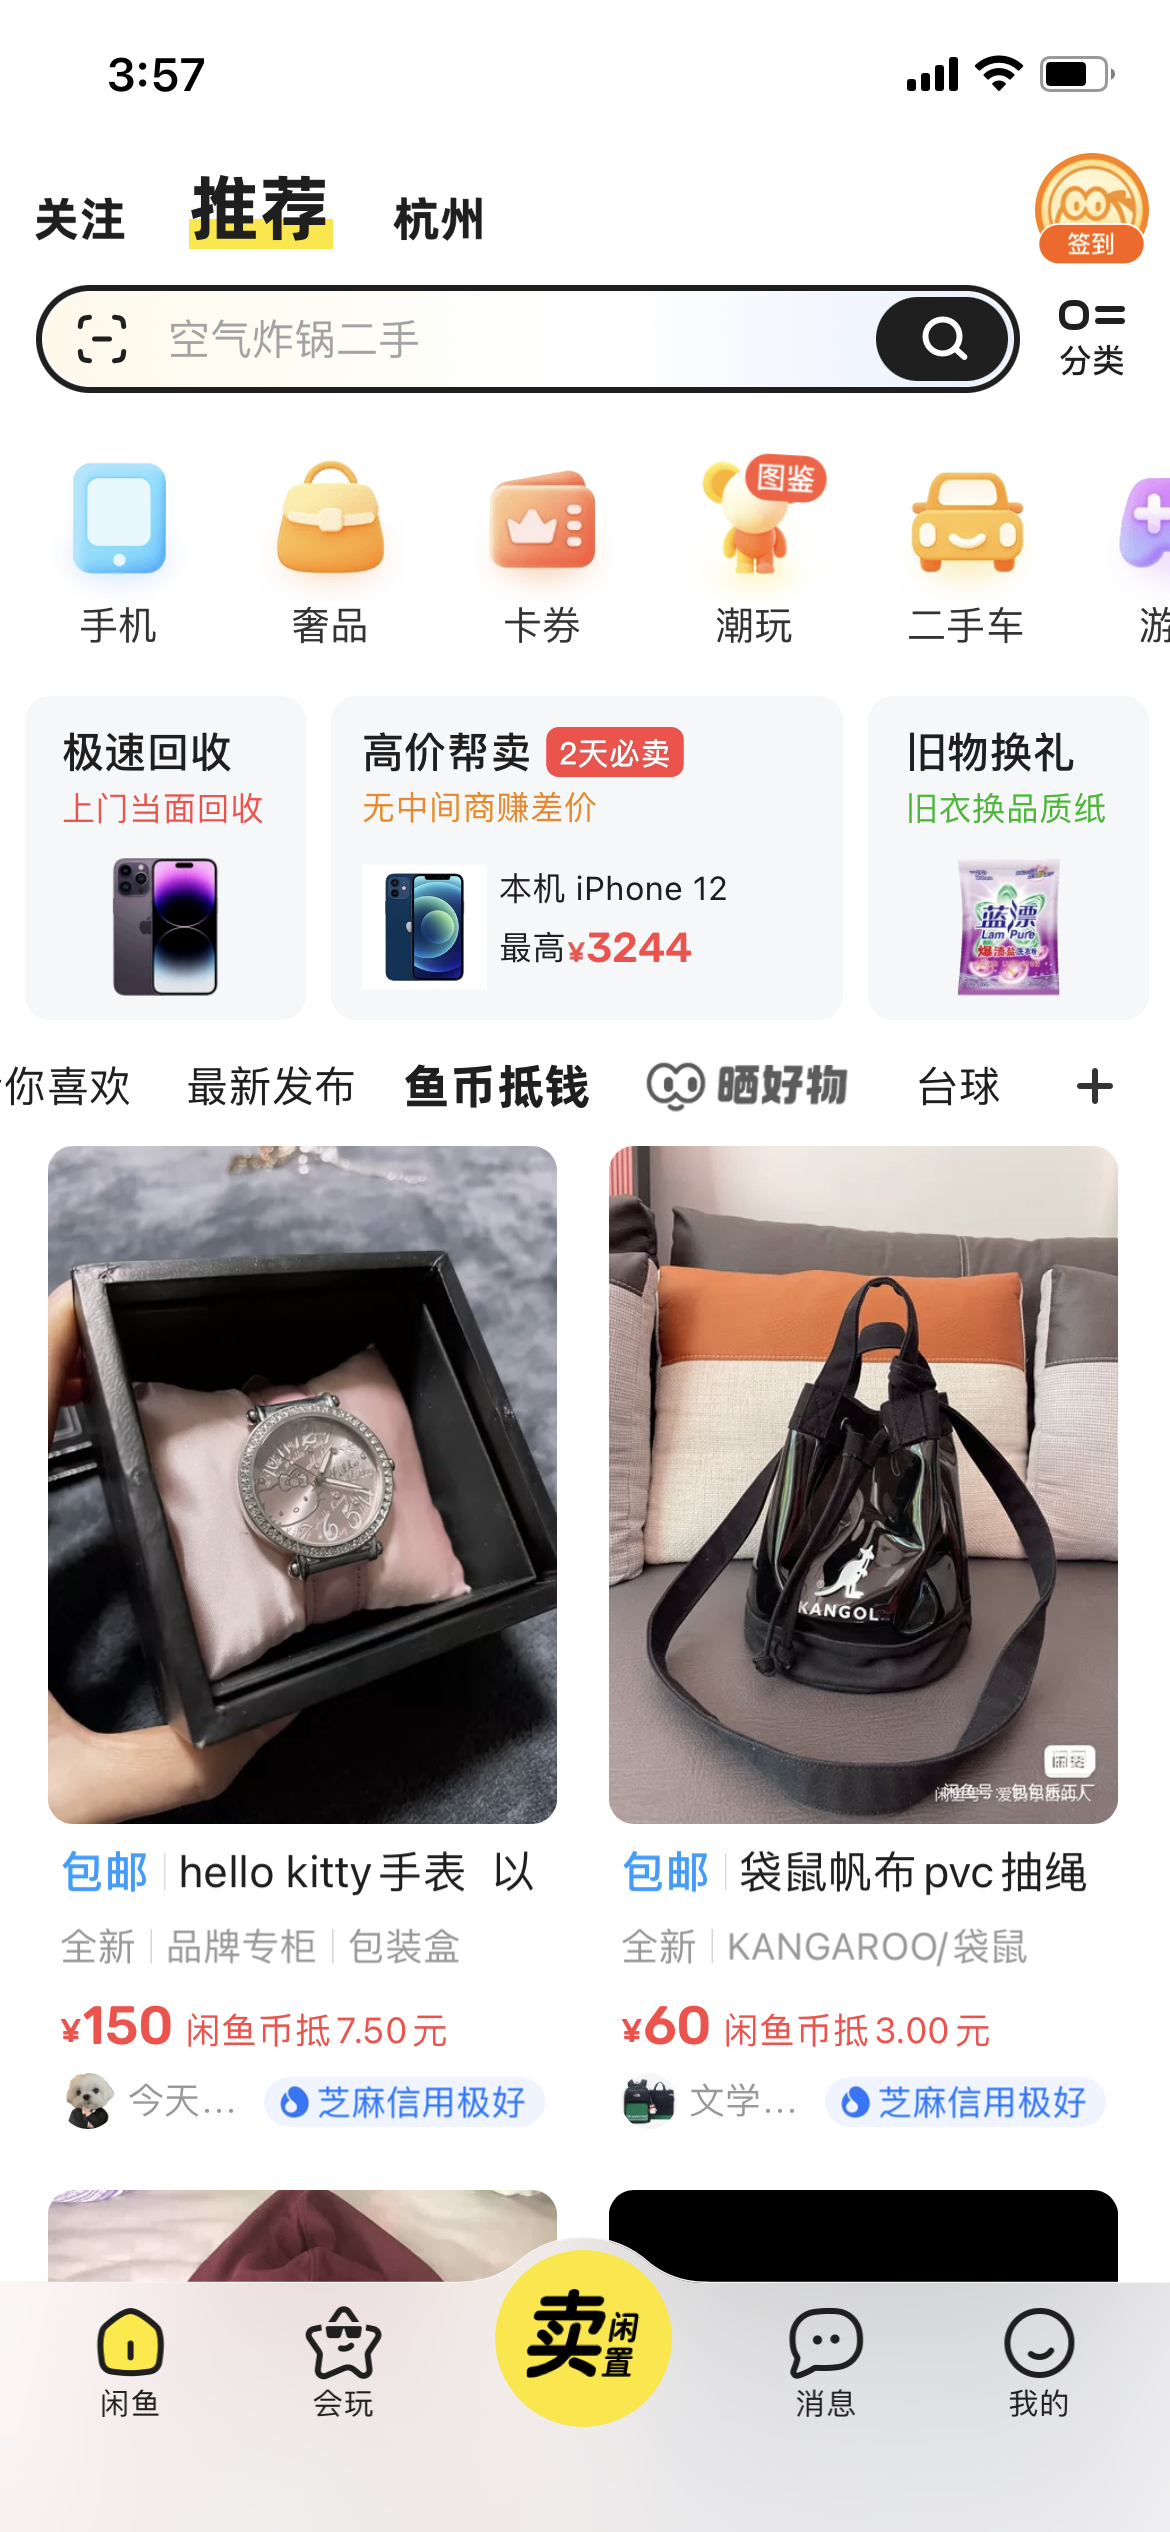 3:57
关注 推荐 杭州
签到
空气炸锅二手
分类
图鉴
手机 奢品 卡券 潮玩 二手车 游
极速回收
上门当面回收
高价帮卖 2天必卖
无中间商赚差价
本机 iPhone 12
最高¥3244
旧物换礼
旧衣换品质纸
蓝漂
Lam Pure
你喜欢 最新发布 鱼币抵钱 晒好物 台球
KANGOL
包邮 hello kitty手表 以
全新 品牌专柜 包装盒
¥150 闲鱼币抵7.50元
今天... 芝麻信用极好
包邮 袋鼠帆布pvc抽绳
全新 KANGAROO/袋鼠
¥60 闲鱼币抵3.00元
文学... 芝麻信用极好
卖闲置
闲鱼 会玩 消息 我的